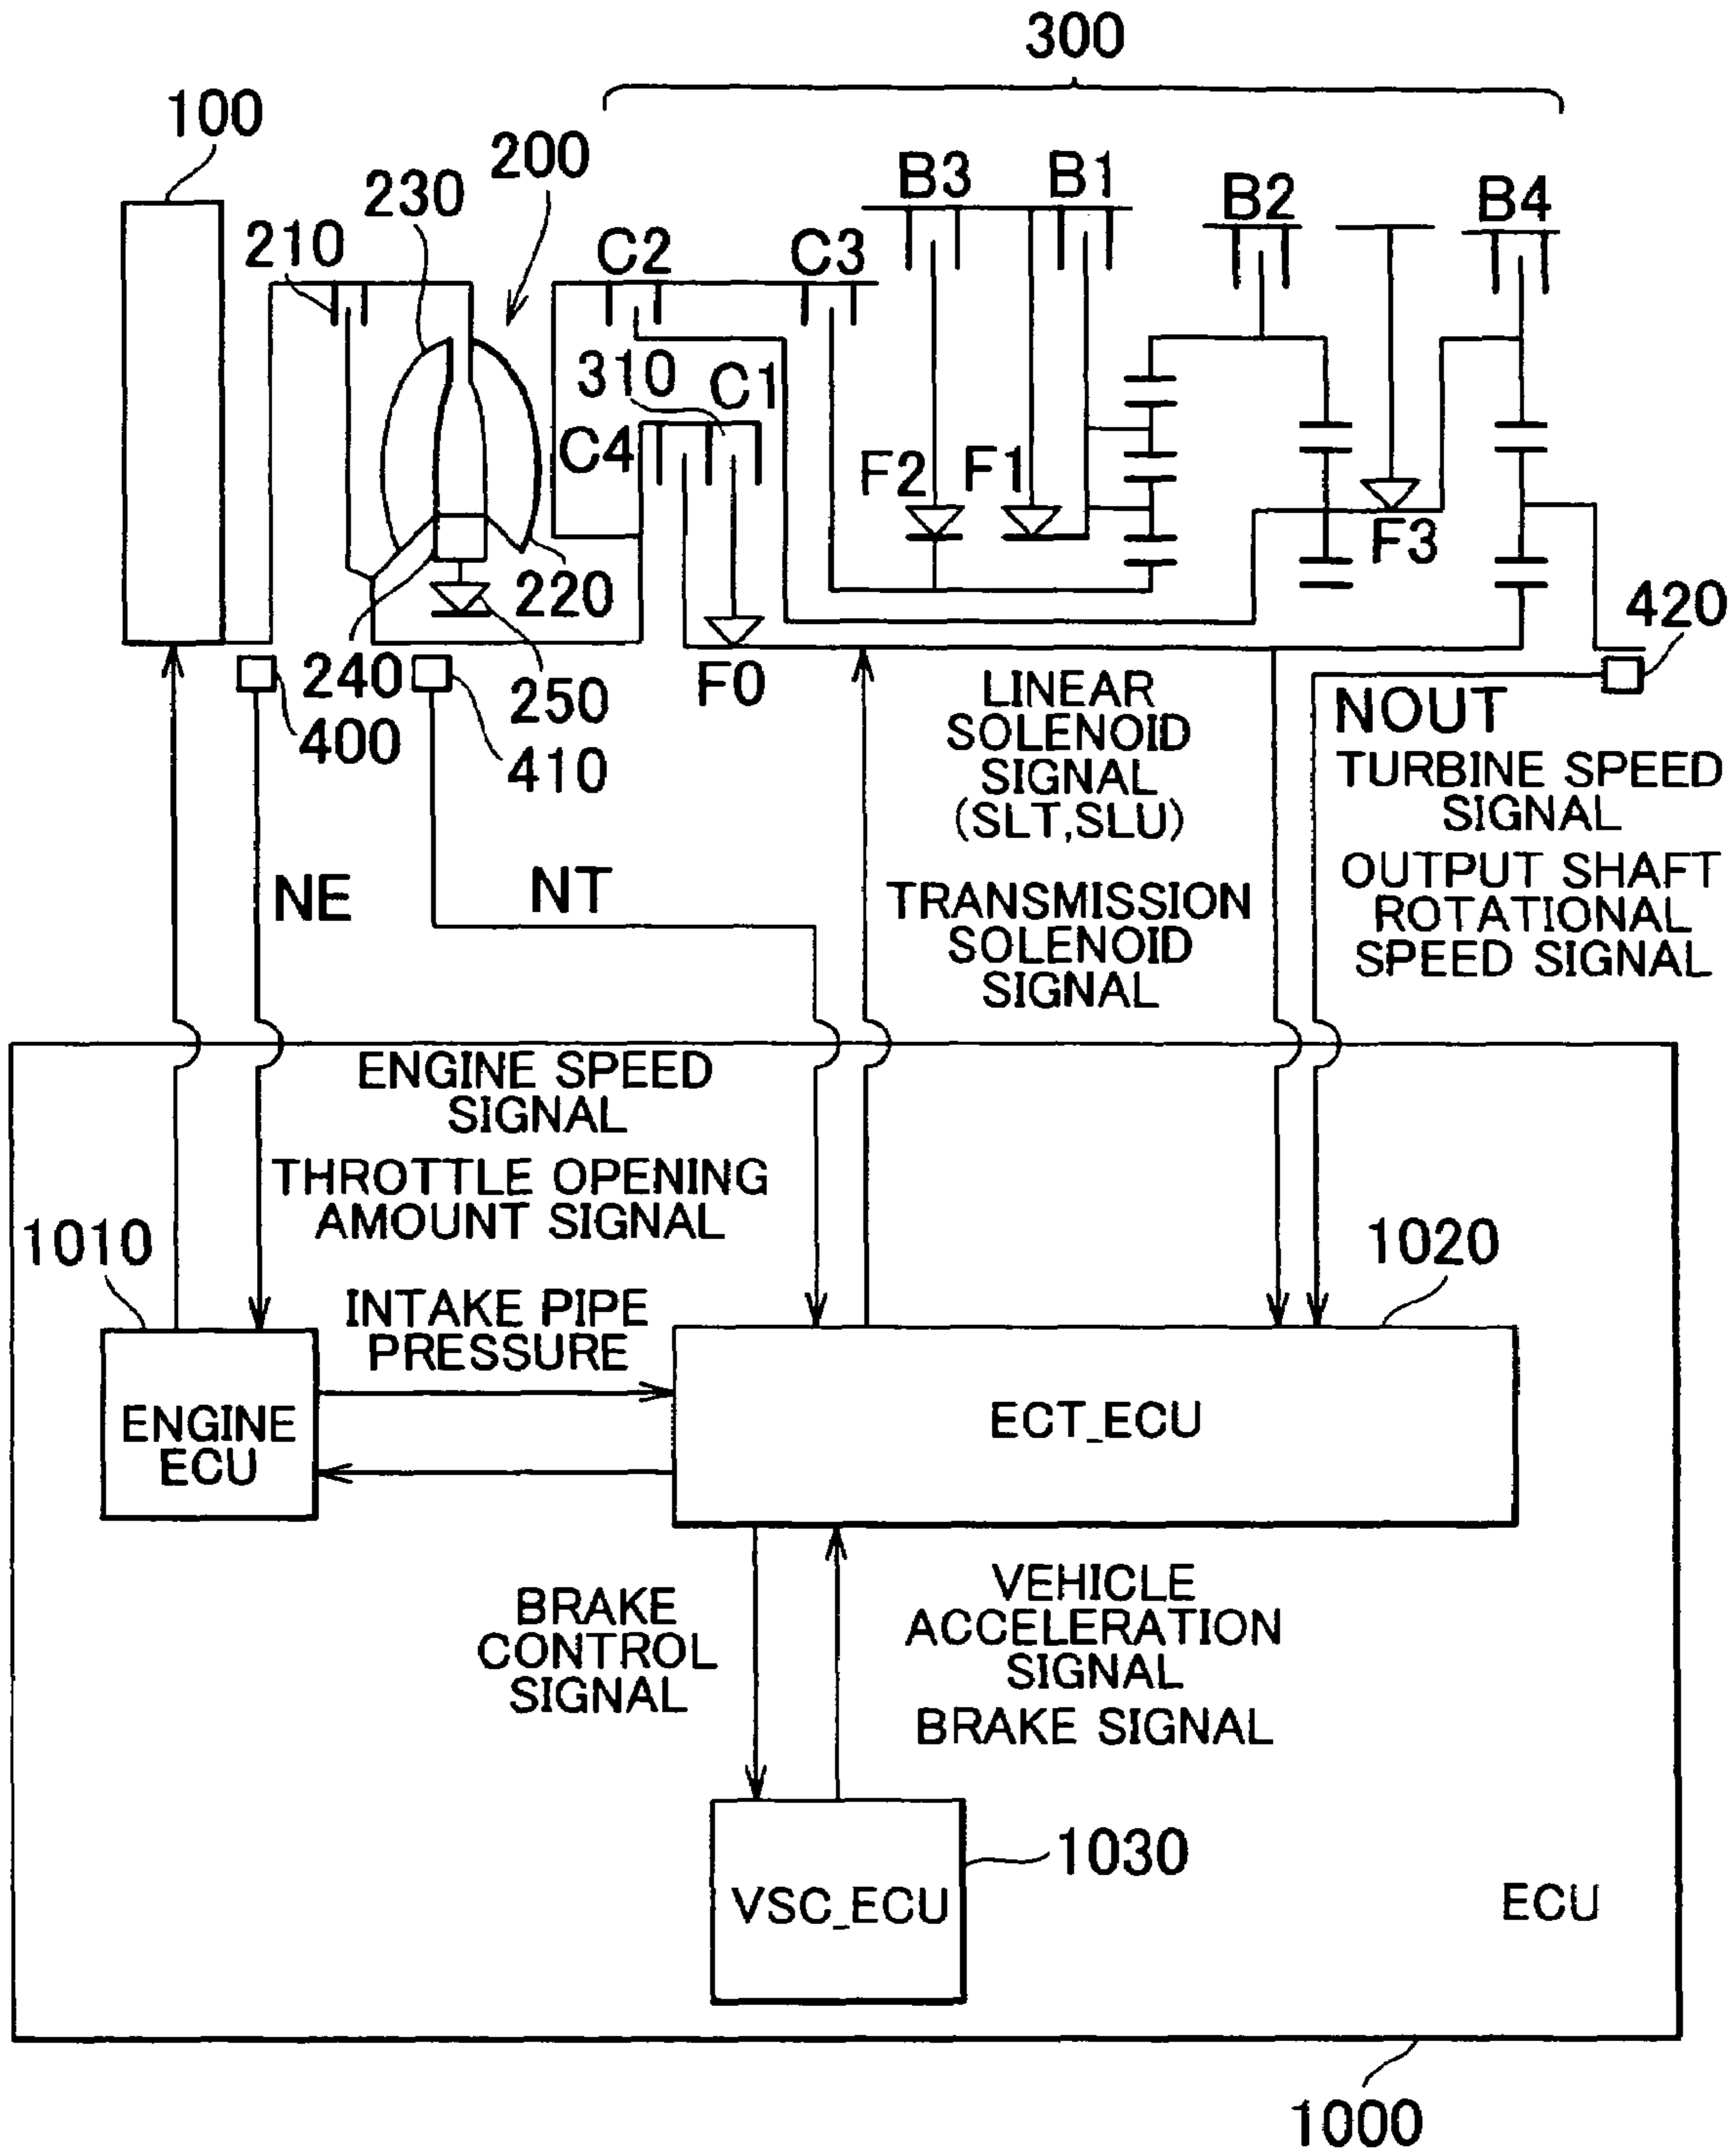 300
100
200
230
210
B3
B1
B2
B4
C2
C3
310
C1
C4
F2
F1
F3
220
420
240
250
F0
400
410
LINEAR
SOLENOID
SIGNAL
(SLT,SLU)
NOUT
TURBINE SPEED
SIGNAL
NE
NT
TRANSMISSION
SOLENOID
SIGNAL
OUTPUT SHAFT
ROTATIONAL
SPEED SIGNAL
ENGINE SPEED
SIGNAL
THROTTLE OPENING
AMOUNT SIGNAL
1010
1020
INTAKE PIPE
PRESSURE
ENGINE
ECU
ECT_ECU
BRAKE
CONTROL
SIGNAL
VEHICLE
ACCELERATION
SIGNAL
BRAKE SIGNAL
1030
VSC_ECU
ECU
1000